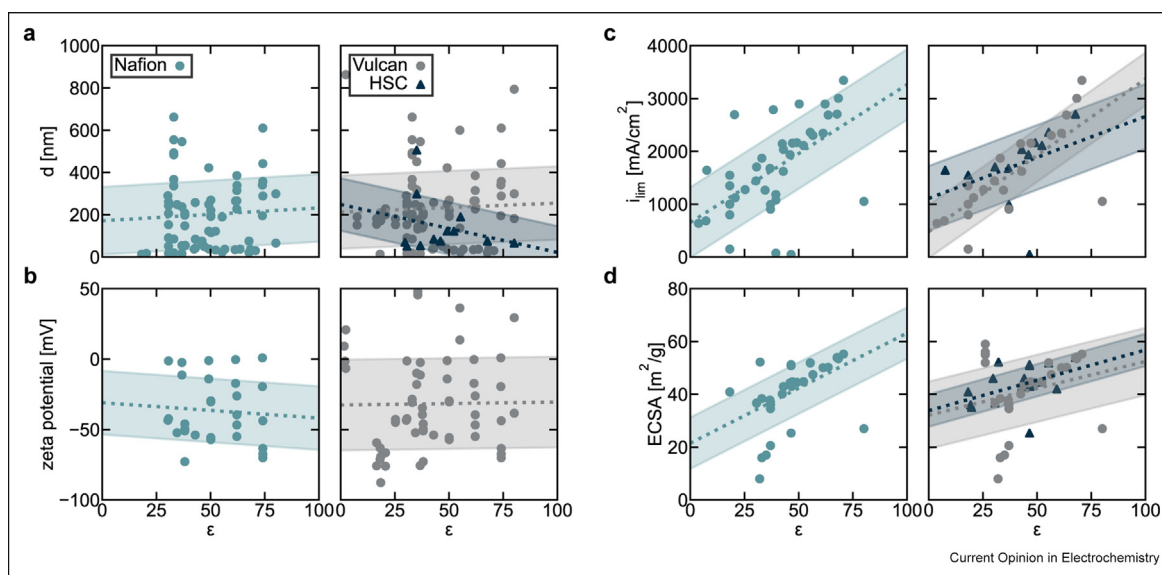 a
1000
800
600
400
200
0
d [nm]
Nafion
Vulcan
HSC
b
50
0
−50
−100
zeta potential [mV]
0 25 50 75 100
ε
0 25 50 75 100
ε
c
4000
3000
2000
1000
0
i_lim [mA/cm²]
d
80
60
40
20
0
ECSA [m²/g]
0 25 50 75 100
ε
0 25 50 75 100
ε
Current Opinion in Electrochemistry